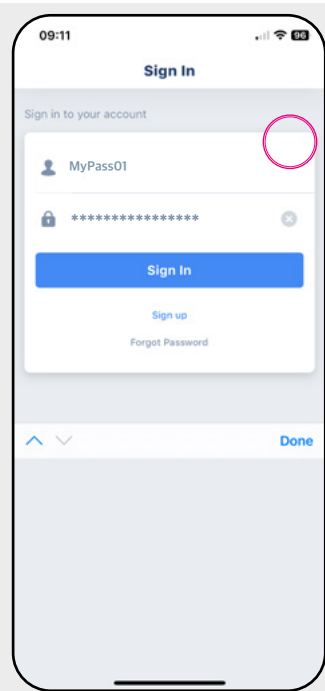 09:11
96
Sign In
Sign in to your account
MyPass01
****************
Sign In
Sign up
Forgot Password
Done